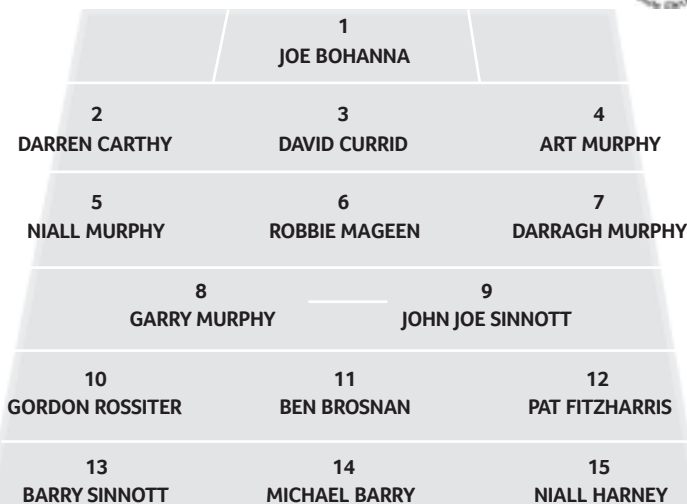 1
JOE BOHANNA
2 3 4
DARREN CARTHY DAVID CURRID ART MURPHY
5 6 7
NIALL MURPHY ROBBIE MAGEEN DARRAGH MURPHY
8 9
GARRY MURPHY JOHN JOE SINNOTT
10 11 12
GORDON ROSSITER BEN BROSNAN PAT FITZHARRIS
13 14 15
BARRY SINNOTT MICHAEL BARRY NIALL HARNEY